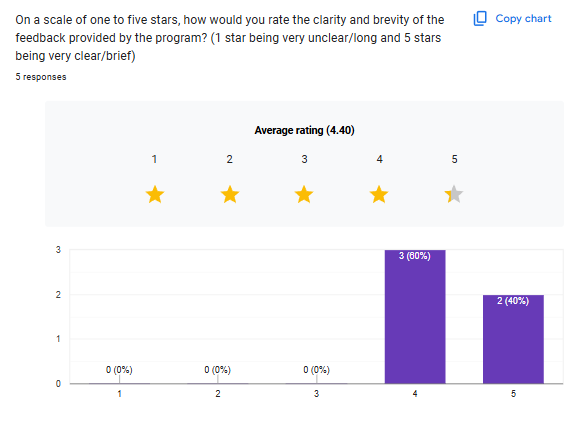 On a scale of one to five stars, how would you rate the clarity and brevity of the
Copy chart
feedback provided by the program? (1 star being very unclear/long and 5 stars
being very clear/brief)
5 responses
Average rating (4.40)
1 2 3 4 5
3
3 (60%)
2
2 (40%)
1
0 (0%) 0 (0%) 0 (0%)
0
1 2 3 4 5